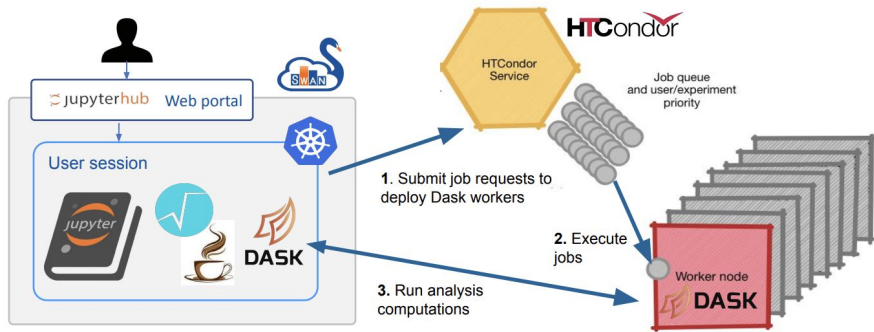 HTCondor
SWAN
jupyterhub Web portal
HTCondor
Service
Job queue
and user/experiment
priority
User session
jupyter
DASK
1. Submit job requests to
deploy Dask workers
2. Execute
jobs
Worker node
DASK
3. Run analysis
computations